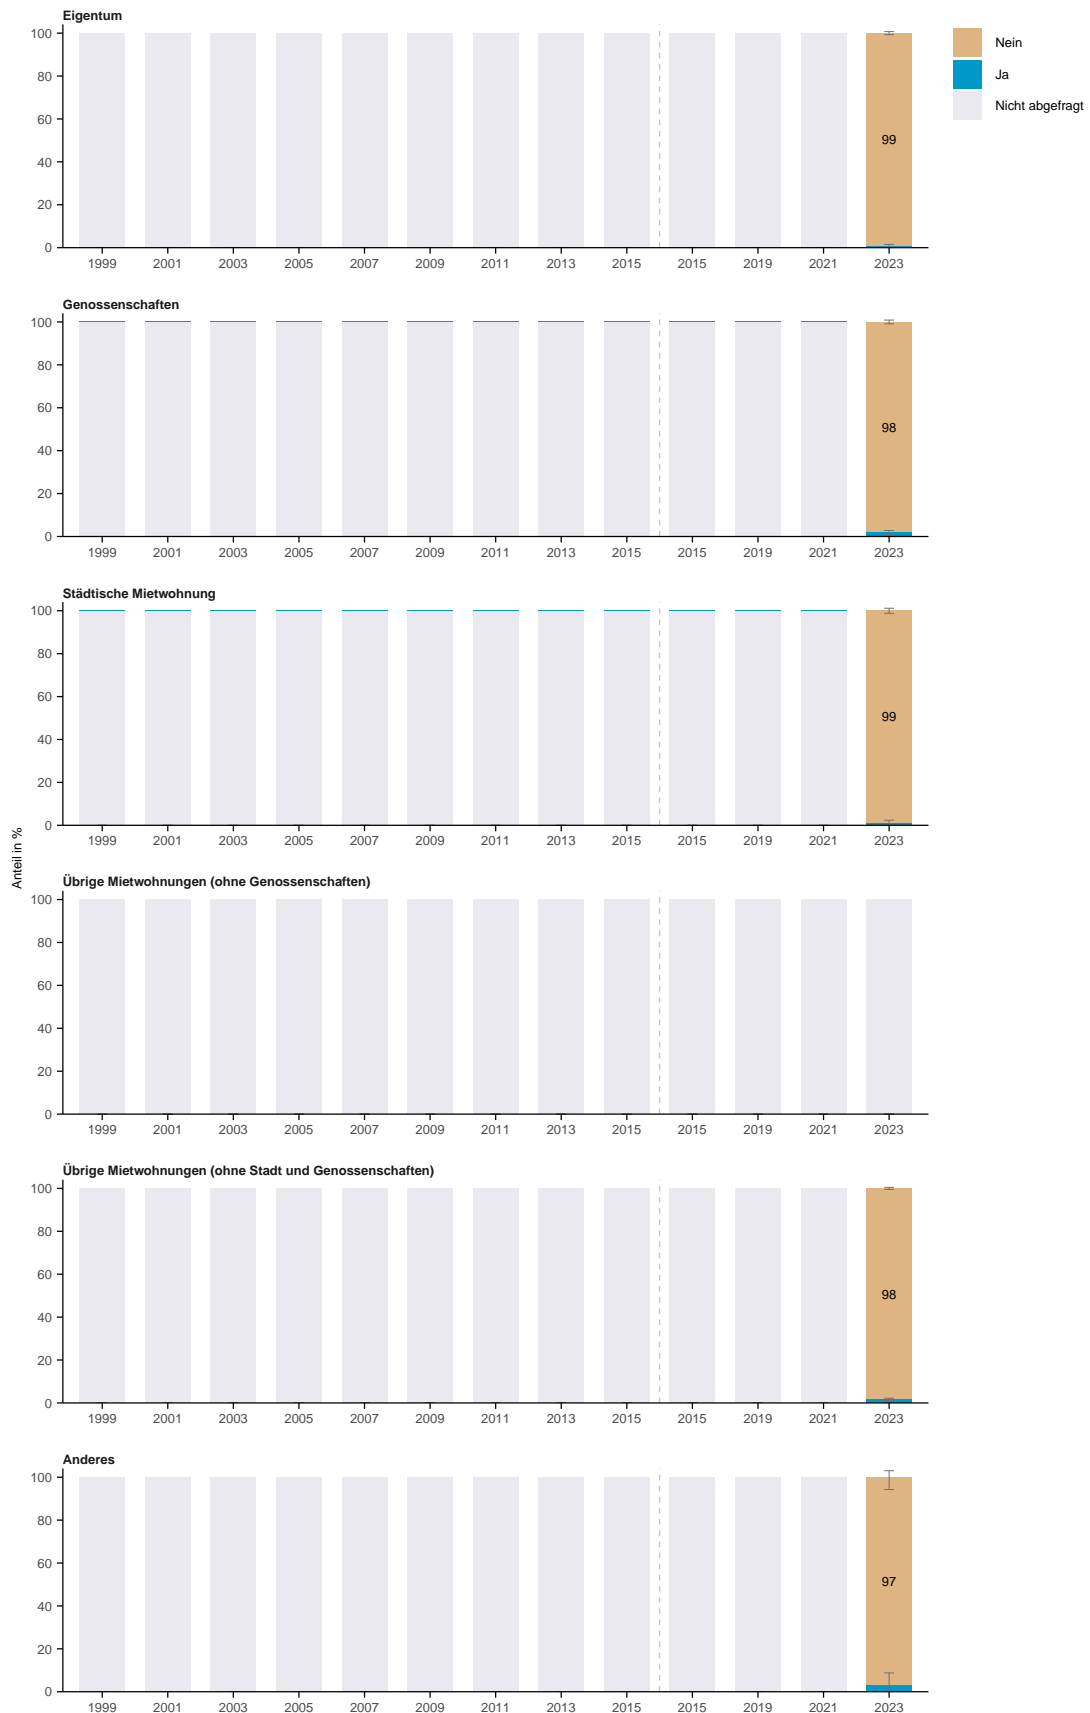 Eigentum
100
80
60
40
20
0
99
1999 2001 2003 2005 2007 2009 2011 2013 2015 2015 2019 2021 2023
Nein
Ja
Nicht abgefragt
Genossenschaften
100
80
60
40
20
0
98
1999 2001 2003 2005 2007 2009 2011 2013 2015 2015 2019 2021 2023
Städtische Mietwohnung
100
80
60
40
20
0
99
1999 2001 2003 2005 2007 2009 2011 2013 2015 2015 2019 2021 2023
Anteil in %
Übrige Mietwohnungen (ohne Genossenschaften)
100
80
60
40
20
0
1999 2001 2003 2005 2007 2009 2011 2013 2015 2015 2019 2021 2023
Übrige Mietwohnungen (ohne Stadt und Genossenschaften)
100
80
60
40
20
0
98
1999 2001 2003 2005 2007 2009 2011 2013 2015 2015 2019 2021 2023
Anderes
100
80
60
40
20
0
97
1999 2001 2003 2005 2007 2009 2011 2013 2015 2015 2019 2021 2023